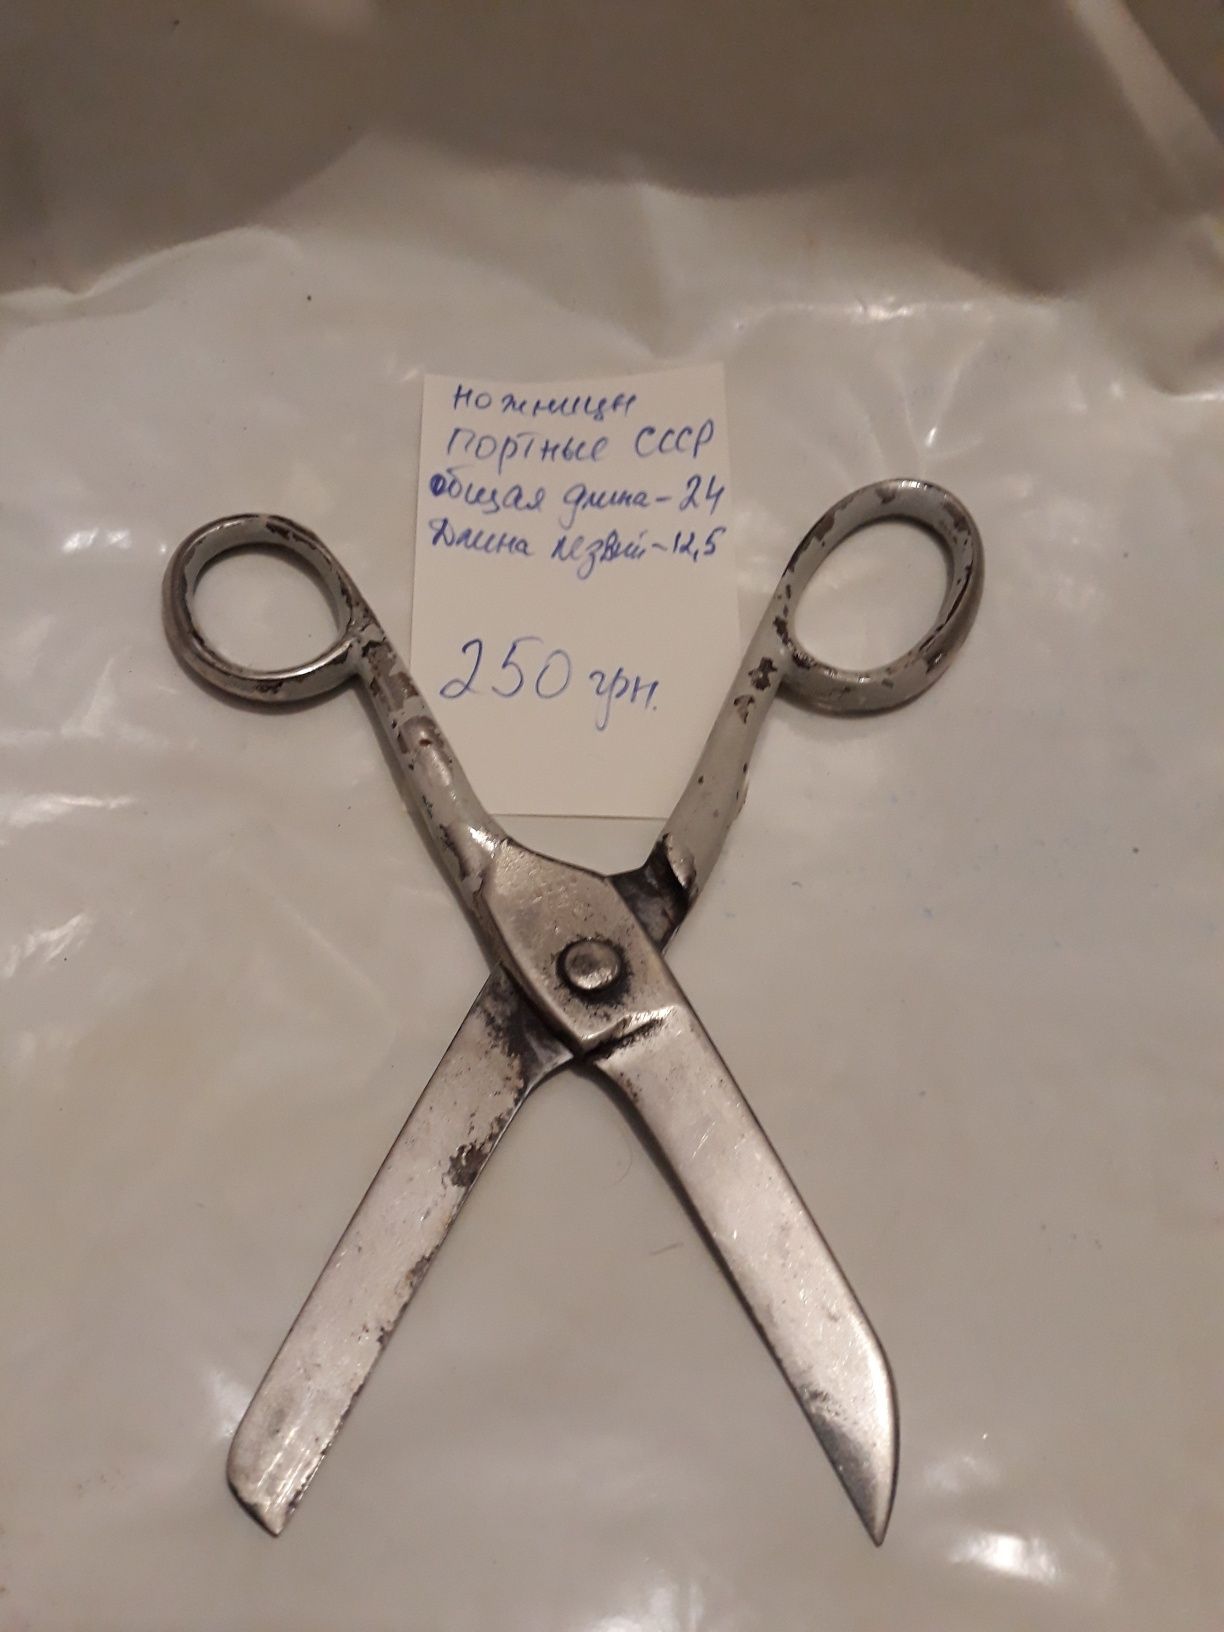 ножницы
портные СССР
общая длина - 24
Длина лезвий - 12,5
250 грн.